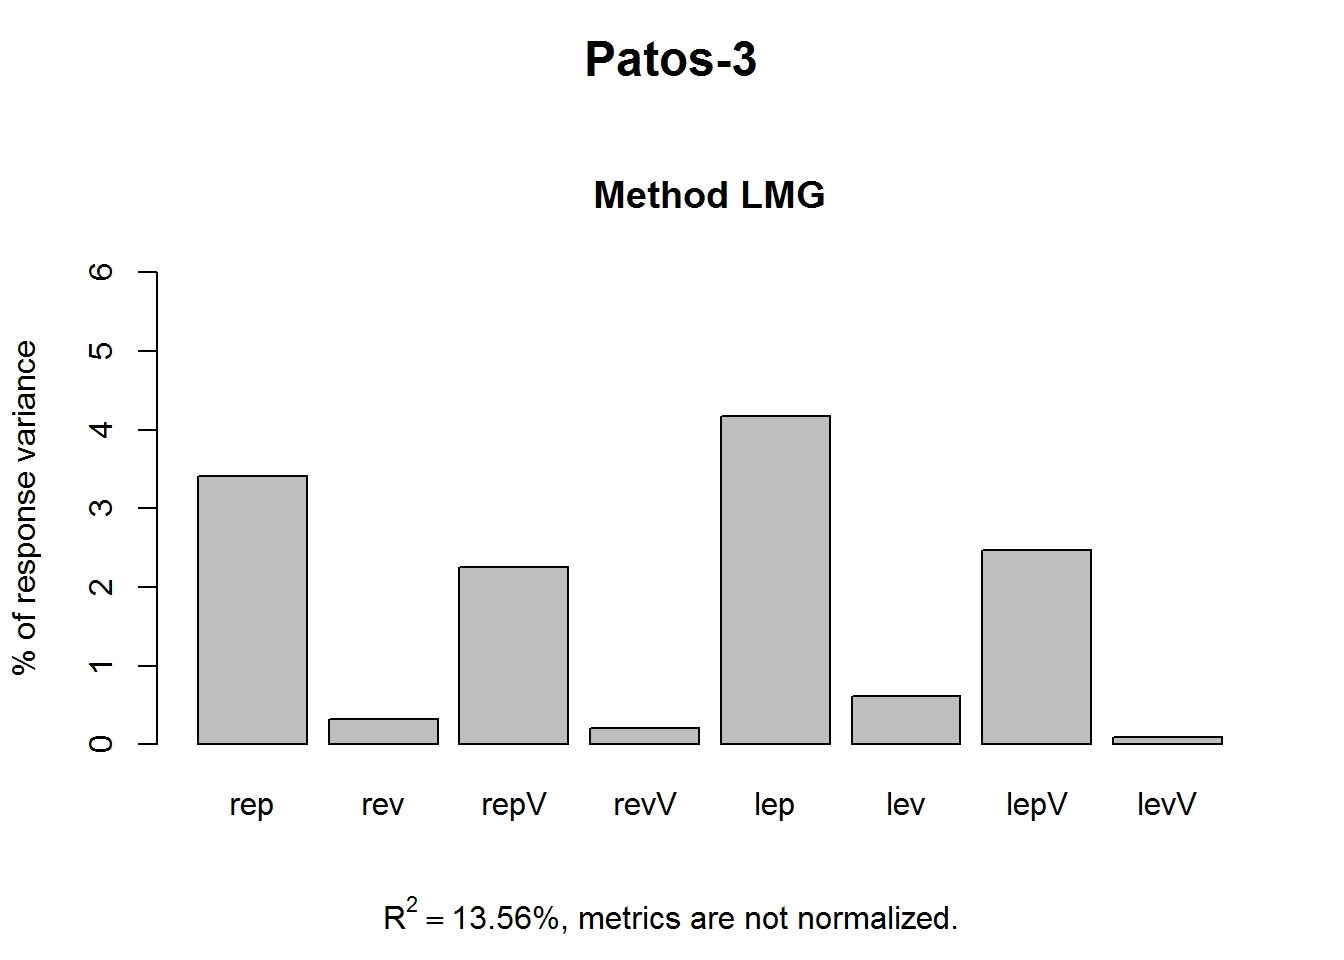 Patos-3
Method LMG
% of response variance
6
5
4
3
2
1
0
rep rev repV revV lep lev lepV levV
R² = 13.56%, metrics are not normalized.